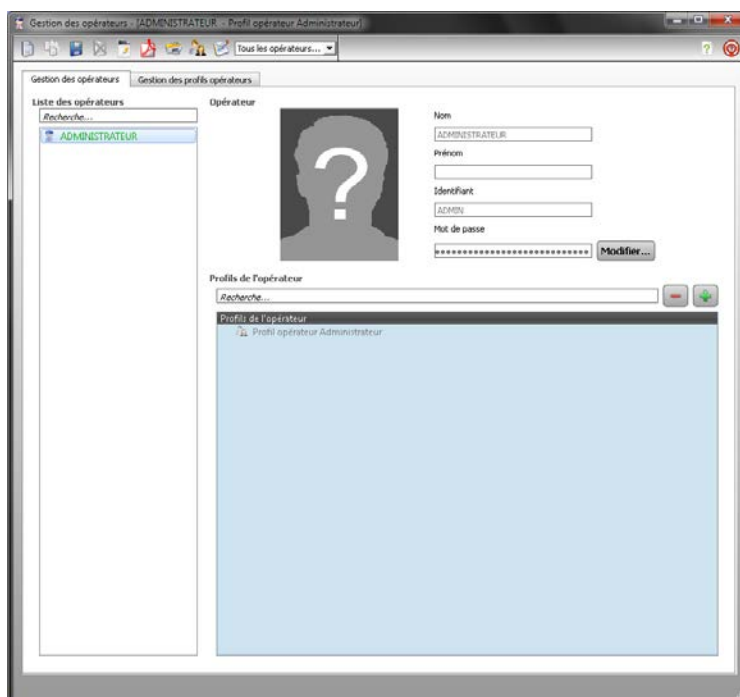 Gestion des opérateurs - [ADMINISTRATEUR - Profil opérateur Administrateur]
Tous les opérateurs...
?
Gestion des opérateurs
Gestion des profils opérateurs
Liste des opérateurs
Recherche...
ADMINISTRATEUR
Opérateur
?
Nom
ADMINISTRATEUR
Prénom
Identifiant
ADMIN
Mot de passe
Modifier...
Profils de l'opérateur
Recherche...
Profils de l'opérateur
Profil opérateur Administrateur